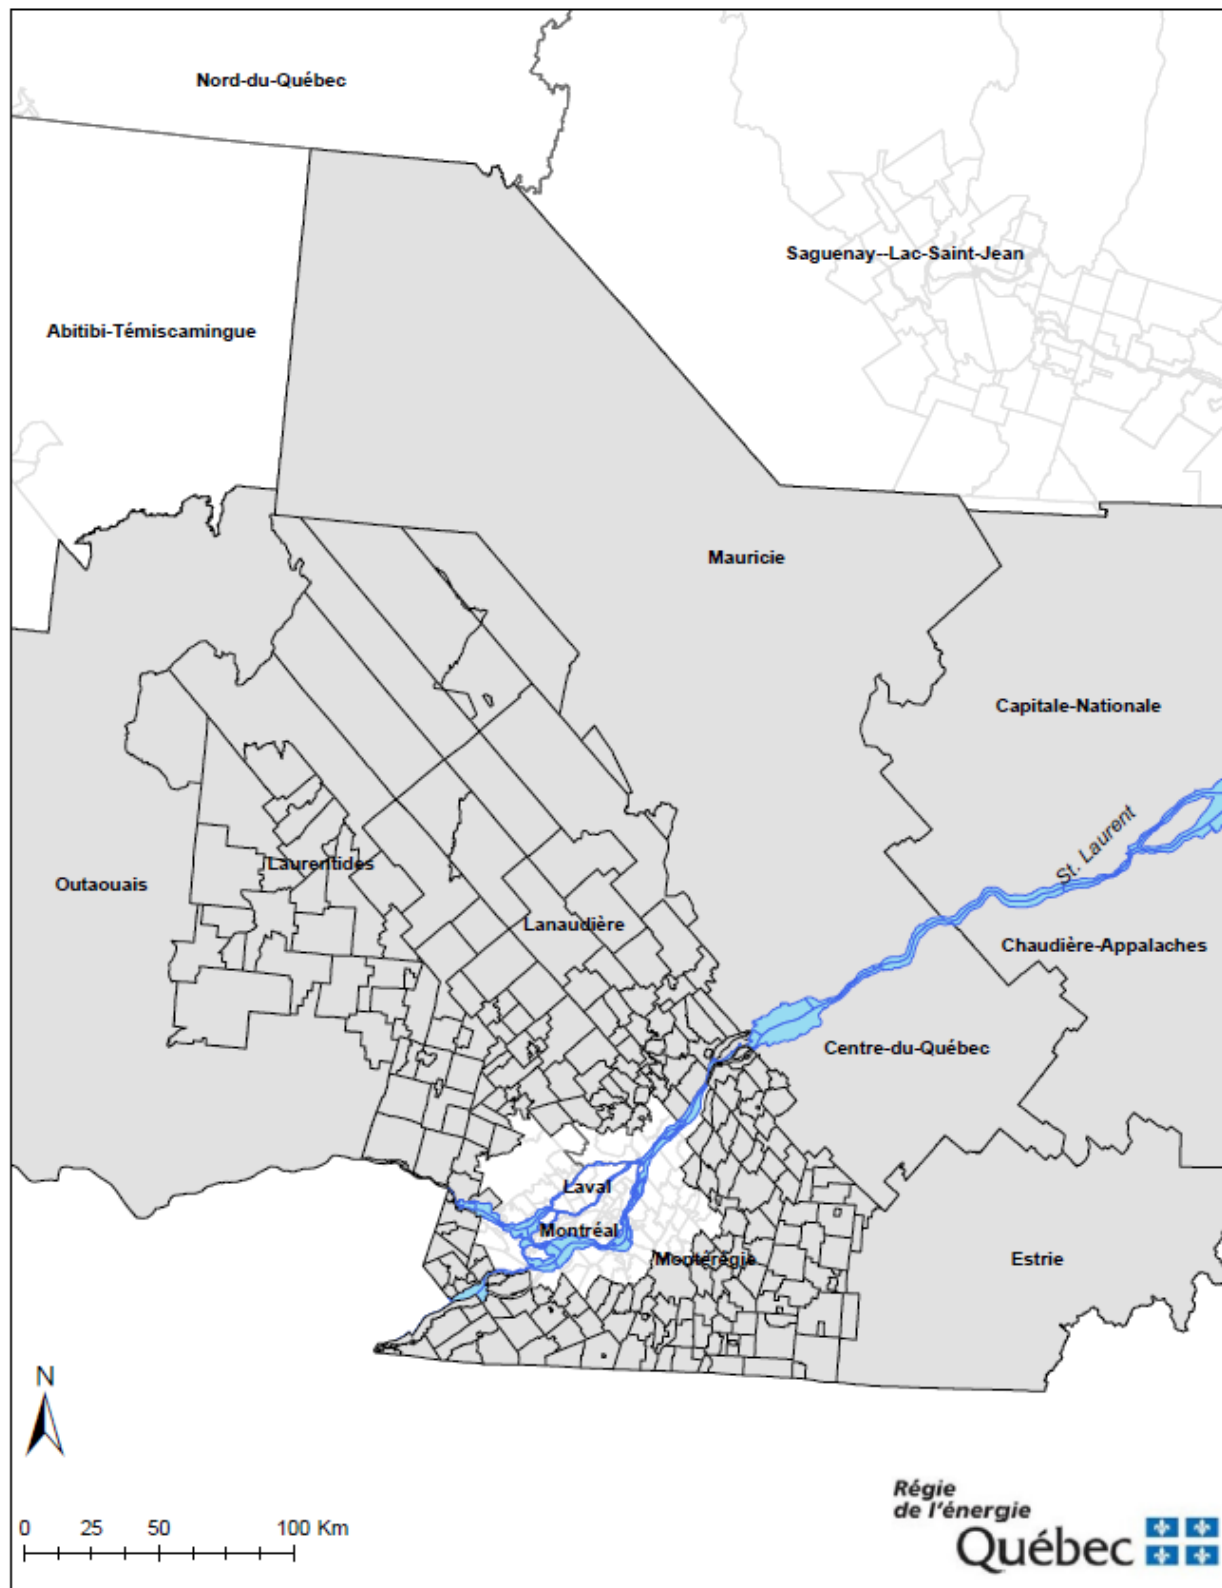 Nord-du-Québec
Saguenay--Lac-Saint-Jean
Abitibi-Témiscamingue
Mauricie
Capitale-Nationale
St. Laurent
Laurentides
Outaouais
Lanaudière
Chaudière-Appalaches
Centre-du-Québec
Laval
Montréal
Montérégie
Estrie
N
Régie
de l'énergie
Québec
0 25 50 100 Km